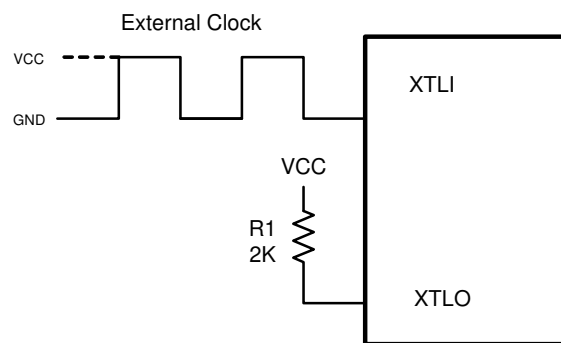 External Clock
VCC
GND
XTLI
VCC
R1
2K
XTLO